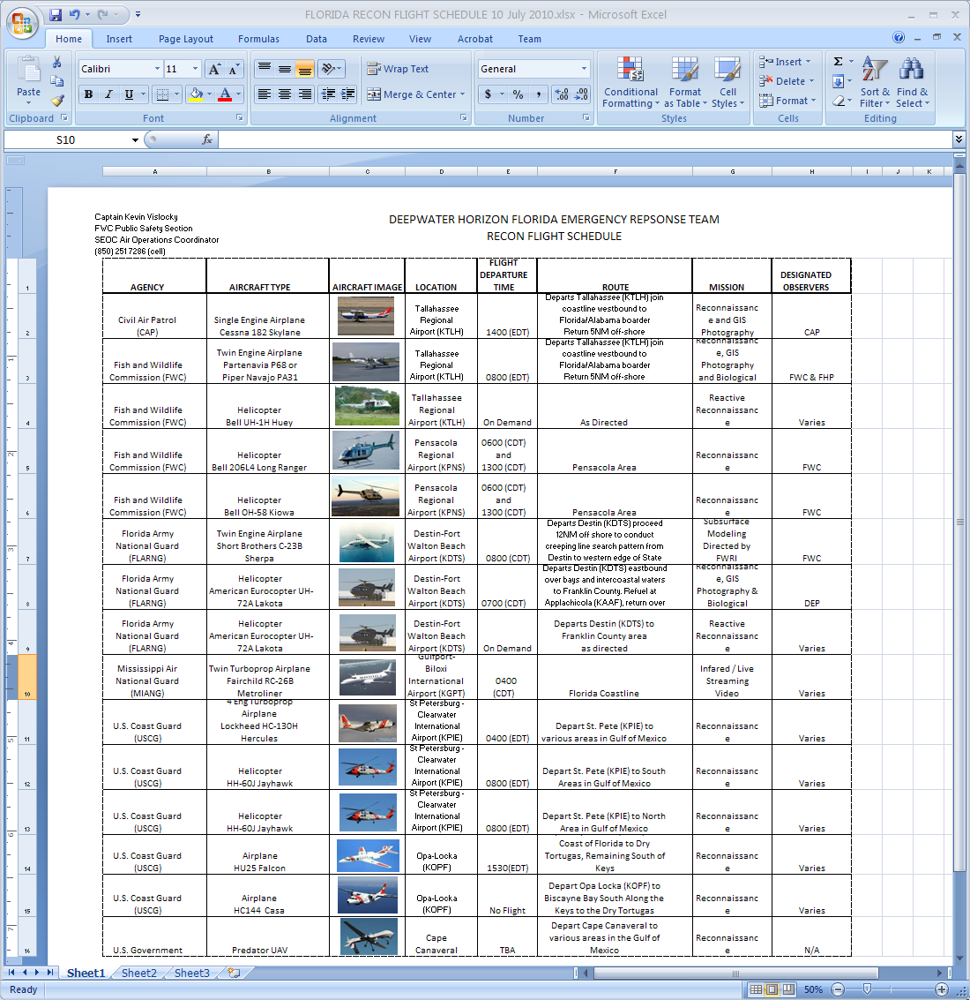 FLORIDA RECON FLIGHT SCHEDULE 10 July 2010.xlsx - Microsoft Excel
Home Insert Page Layout Formulas Data Review View Acrobat Team
Paste
Calibri 11
Wrap Text
Merge & Center
General
Conditional Formatting
Format as Table
Cell Styles
Insert
Delete
Format
Sort & Filter
Find & Select
Clipboard Font Alignment Number Styles Cells Editing
S10
A B C D E F G H I J K
Captain Kevin Vislocky
FWC Public Safety Section
SEOC Air Operations Coordinator
(850) 251 7286 (cell)
DEEPWATER HORIZON FLORIDA EMERGENCY REPSONSE TEAM
RECON FLIGHT SCHEDULE
1 AGENCY AIRCRAFT TYPE AIRCRAFT IMAGE LOCATION FLIGHT DEPARTURE TIME ROUTE MISSION DESIGNATED OBSERVERS
2 Civil Air Patrol (CAP) Single Engine Airplane Cessna 182 Skylane Tallahassee Regional Airport (KTLH) 1400 (EDT) Departs Tallahassee (KTLH) join coastline westbound to Florida/Alabama boarder Return 5NM off-shore Reconnaissance and GIS Photography CAP
3 Fish and Wildlife Commission (FWC) Twin Engine Airplane Partenavia P68 or Piper Navajo PA31 Tallahassee Regional Airport (KTLH) 0800 (EDT) Departs Tallahassee (KTLH) join coastline westbound to Florida/Alabama boarder Return 5NM off-shore Reconnaissance, GIS Photography and Biological FWC & FHP
4 Fish and Wildlife Commission (FWC) Helicopter Bell UH-1H Huey Tallahassee Regional Airport (KTLH) On Demand As Directed Reactive Reconnaissance Varies
5 Fish and Wildlife Commission (FWC) Helicopter Bell 206L4 Long Ranger Pensacola Regional Airport (KPNS) 0600 (CDT) and 1300 (CDT) Pensacola Area Reconnaissance FWC
6 Fish and Wildlife Commission (FWC) Helicopter Bell OH-58 Kiowa Pensacola Regional Airport (KPNS) 0600 (CDT) and 1300 (CDT) Pensacola Area Reconnaissance FWC
7 Florida Army National Guard (FLARNG) Twin Engine Airplane Short Brothers C-23B Sherpa Destin-Fort Walton Beach Airport (KDTS) 0800 (CDT) Departs Destin (KDTS) proceed 12NM off shore to conduct creeping line search pattern from Destin to western edge of State Subsurface Modeling Directed by FWRI FWC
8 Florida Army National Guard (FLARNG) Helicopter American Eurocopter UH-72A Lakota Destin-Fort Walton Beach Airport (KDTS) 0700 (CDT) Departs Destin (KDTS) eastbound over bays and intercoastal waters to Franklin County. Refuel at Applachicola (KAAF), return over Reconnaissance, GIS Photography & Biological DEP
9 Florida Army National Guard (FLARNG) Helicopter American Eurocopter UH-72A Lakota Destin-Fort Walton Beach Airport (KDTS) On Demand Departs Destin (KDTS) to Franklin County area as directed Reactive Reconnaissance Varies
10 Mississippi Air National Guard (MIANG) Twin Turboprop Airplane Fairchild RC-26B Metroliner Gulfport-Biloxi International Airport (KGPT) 0400 (CDT) Florida Coastline Infared / Live Streaming Video Varies
11 U.S. Coast Guard (USCG) 4 Eng Turboprop Airplane Lockheed HC-130H Hercules St Petersburg - Clearwater International Airport (KPIE) 0400 (EDT) Depart St. Pete (KPIE) to various areas in Gulf of Mexico Reconnaissance Varies
12 U.S. Coast Guard (USCG) Helicopter HH-60J Jayhawk St Petersburg - Clearwater International Airport (KPIE) 0800 (EDT) Depart St. Pete (KPIE) to South Areas in Gulf of Mexico Reconnaissance Varies
13 U.S. Coast Guard (USCG) Helicopter HH-60J Jayhawk St Petersburg - Clearwater International Airport (KPIE) 0800 (EDT) Depart St. Pete (KPIE) to North Area in Gulf of Mexico Reconnaissance Varies
14 U.S. Coast Guard (USCG) Airplane HU25 Falcon Opa-Locka (KOPF) 1530(EDT) Coast of Florida to Dry Tortugas, Remaining South of Keys Reconnaissance Varies
15 U.S. Coast Guard (USCG) Airplane HC144 Casa Opa-Locka (KOPF) No Flight Depart Opa Locka (KOPF) to Biscayne Bay South Along the Keys to the Dry Tortugas Reconnaissance Varies
16 U.S. Government Predator UAV Cape Canaveral TBA Depart Cape Canaveral to various areas in the Gulf of Mexico Reconnaissance N/A
Sheet1 Sheet2 Sheet3
Ready 50%